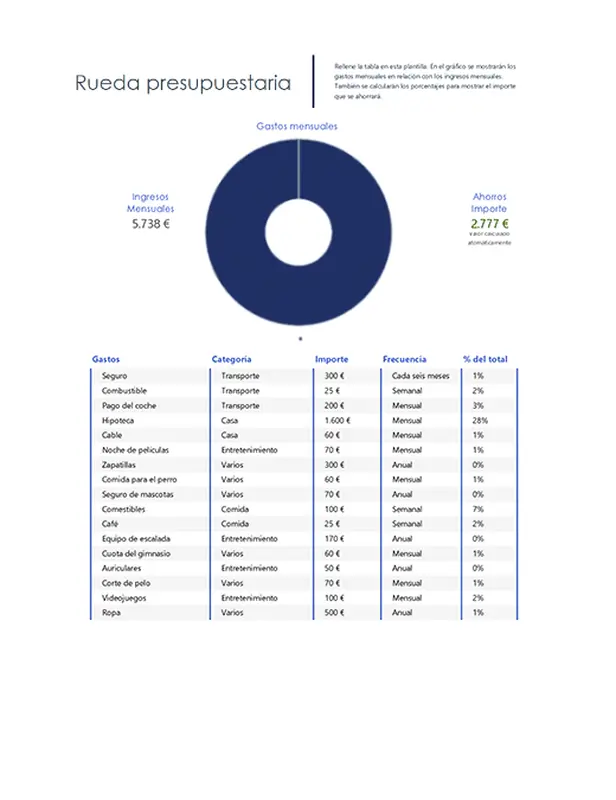 Rueda presupuestaria
Rellene la tabla en esta plantilla. En el gráfico se mostrarán los
gastos mensuales en relación con los ingresos mensuales.
También se calcularán los porcentajes para mostrar el importe
que se ahorrará.
Gastos mensuales
Ingresos
Mensuales
5.738 €
Ahorros
Importe
2.777 €
Valor calculado
automáticamente
Gastos Categoría Importe Frecuencia % del total
Seguro Transporte 300 € Cada seis meses 1%
Combustible Transporte 25 € Semanal 2%
Pago del coche Transporte 200 € Mensual 3%
Hipoteca Casa 1.600 € Mensual 28%
Cable Casa 60 € Mensual 1%
Noche de películas Entretenimiento 70 € Mensual 1%
Zapatillas Varios 300 € Anual 0%
Comida para el perro Varios 60 € Mensual 1%
Seguro de mascotas Varios 70 € Anual 0%
Comestibles Comida 100 € Semanal 7%
Café Comida 25 € Semanal 2%
Equipo de escalada Entretenimiento 170 € Anual 0%
Cuota del gimnasio Varios 60 € Mensual 1%
Auriculares Entretenimiento 50 € Anual 0%
Corte de pelo Varios 70 € Mensual 1%
Videojuegos Entretenimiento 100 € Mensual 2%
Ropa Varios 500 € Anual 1%